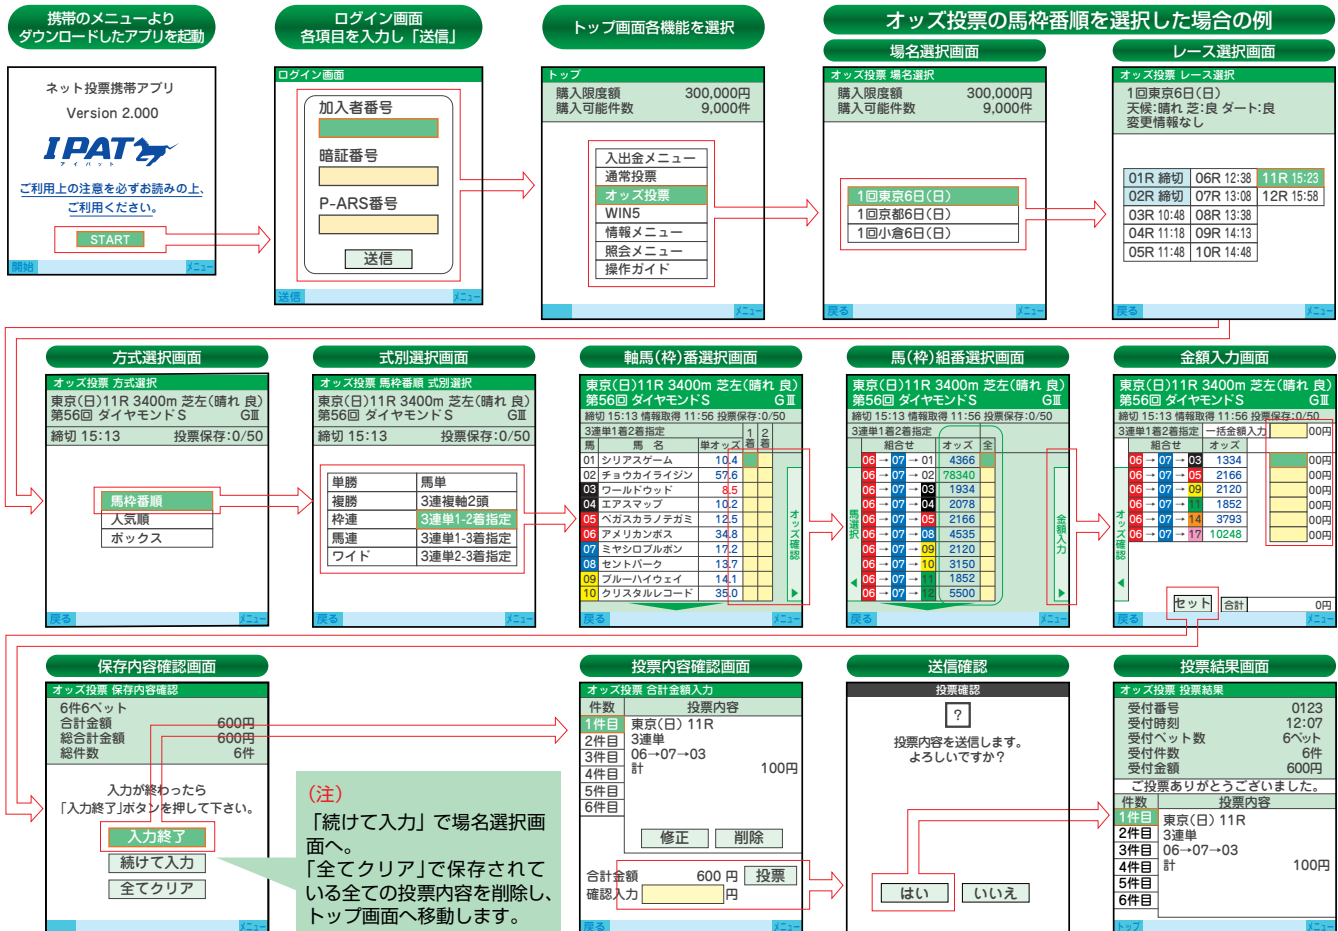 携帯のメニューより
ダウンロードしたアプリを起動
ネット投票携帯アプリ
Version 2.000
IPAT
アイパット
ご利用上の注意を必ずお読みの上、
ご利用ください。
START
開始 メニュー
ログイン画面
各項目を入力し「送信」
ログイン画面
加入者番号
暗証番号
P-ARS番号
送信
送信 メニュー
トップ画面各機能を選択
トップ
購入限度額 300,000円
購入可能件数 9,000件
入出金メニュー
通常投票
オッズ投票
WIN5
情報メニュー
照会メニュー
操作ガイド
メニュー
オッズ投票の馬枠番順を選択した場合の例
場名選択画面
オッズ投票 場名選択
購入限度額 300,000円
購入可能件数 9,000件
1回東京6日(日)
1回京都6日(日)
1回小倉6日(日)
戻る メニュー
レース選択画面
オッズ投票 レース選択
1回東京6日(日)
天候:晴れ 芝:良 ダート:良
変更情報なし
01R 締切 06R 12:38 11R 15:23
02R 締切 07R 13:08 12R 15:58
03R 10:48 08R 13:38
04R 11:18 09R 14:13
05R 11:48 10R 14:48
戻る メニュー
方式選択画面
オッズ投票 方式選択
東京(日)11R 3400m 芝左(晴れ 良)
第56回 ダイヤモンドS GⅢ
締切 15:13 投票保存:0/50
馬枠番順
人気順
ボックス
戻る メニュー
式別選択画面
オッズ投票 馬枠番順 式別選択
東京(日)11R 3400m 芝左(晴れ 良)
第56回 ダイヤモンドS GⅢ
締切 15:13 投票保存:0/50
単勝 馬単
複勝 3連複軸2頭
枠連 3連単1-2着指定
馬連 3連単1-3着指定
ワイド 3連単2-3着指定
戻る メニュー
軸馬(枠)番選択画面
東京(日)11R 3400m 芝左(晴れ 良)
第56回 ダイヤモンドS GⅢ
締切 15:13 情報取得 11:56 投票保存:0/50
3連単1着2着指定 1着 2着
馬 馬 名 単オッズ
01 シリアスゲーム 10.4
02 チョウカイライジン 57.6
03 ワールドウッド 8.5
04 エアスマップ 10.2
05 ペガスカラノテガミ 12.5
06 アメリカンボス 34.8
07 ミヤシロブルボン 17.2
08 セントパーク 13.7
09 ブルーハイウェイ 14.1
10 クリスタルレコード 35.0
オッズ確認
戻る メニュー
馬(枠)組番選択画面
東京(日)11R 3400m 芝左(晴れ 良)
第56回 ダイヤモンドS GⅢ
締切 15:13 情報取得 11:56 投票保存:0/50
3連単1着2着指定
組合せ オッズ 全
06→07→01 4366
06→07→02 78340
06→07→03 1934
06→07→04 2078
06→07→05 2166
06→07→08 4535
06→07→09 2120
06→07→10 3150
06→07→11 1852
06→07→12 5500
馬選択
金額入力
戻る メニュー
金額入力画面
東京(日)11R 3400m 芝左(晴れ 良)
第56回 ダイヤモンドS GⅢ
締切 15:13 情報取得 11:56 投票保存:0/50
3連単1着2着指定 一括金額入力 00円
組合せ オッズ
06→07→03 1334 00円
06→07→05 2166 00円
06→07→09 2120 00円
06→07→11 1852 00円
06→07→14 3793 00円
06→07→17 10248 00円
オッズ確認
セット 合計 0円
戻る メニュー
保存内容確認画面
オッズ投票 保存内容確認
6件6ベット
合計金額 600円
総合計金額 600円
総件数 6件
入力が終わったら
「入力終了」ボタンを押して下さい。
入力終了
続けて入力
全てクリア
メニュー
(注)
「続けて入力」で場名選択画
面へ。
「全てクリア」で保存されて
いる全ての投票内容を削除し、
トップ画面へ移動します。
投票内容確認画面
オッズ投票 合計金額入力
件数 投票内容
1件目 東京(日) 11R
2件目 3連単
3件目 06→07→03
4件目 計 100円
5件目
6件目
修正 削除
合計金額 600 円 投票
確認入力 円
戻る メニュー
送信確認
投票確認
?
投票内容を送信します。
よろしいですか?
はい いいえ
投票結果画面
オッズ投票 投票結果
受付番号 0123
受付時刻 12:07
受付ベット数 6ベット
受付件数 6件
受付金額 600円
ご投票ありがとうございました。
件数 投票内容
1件目 東京(日) 11R
2件目 3連単
3件目 06→07→03
4件目 計 100円
5件目
6件目
トップ メニュー